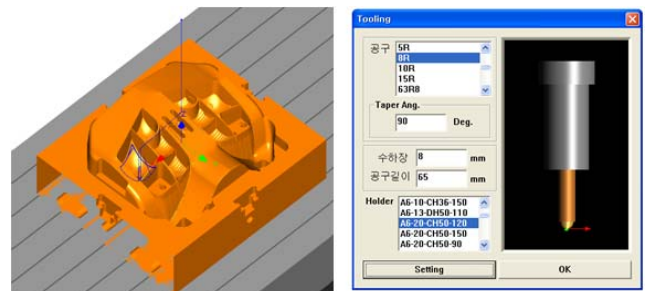 Tooling
공구
5R
8R
10R
15R
63R8
Taper Ang.
90 Deg.
수하장 8 mm
공구길이 65 mm
Holder
A6-10-CH36-150
A6-13-DH50-110
A6-20-CH50-120
A6-20-CH50-150
A6-20-CH50-90
Setting OK